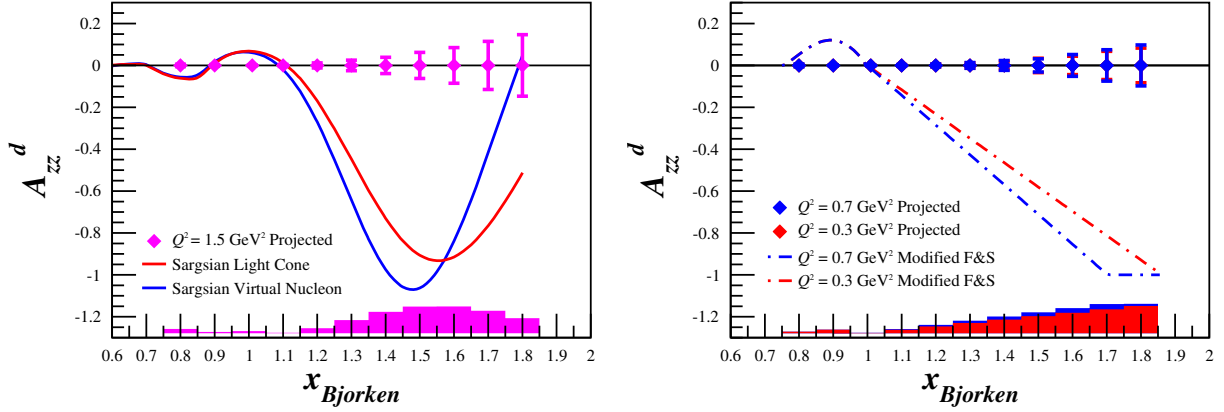 0.2
0
-0.2
-0.4
-0.6
-0.8
-1
-1.2
A_zz^d
Q² = 1.5 GeV² Projected
Sargsian Light Cone
Sargsian Virtual Nucleon
0.6 0.7 0.8 0.9 1 1.1 1.2 1.3 1.4 1.5 1.6 1.7 1.8 1.9 2
x_Bjorken
0.2
0
-0.2
-0.4
-0.6
-0.8
-1
-1.2
A_zz^d
Q² = 0.7 GeV² Projected
Q² = 0.3 GeV² Projected
Q² = 0.7 GeV² Modified F&S
Q² = 0.3 GeV² Modified F&S
0.6 0.7 0.8 0.9 1 1.1 1.2 1.3 1.4 1.5 1.6 1.7 1.8 1.9 2
x_Bjorken